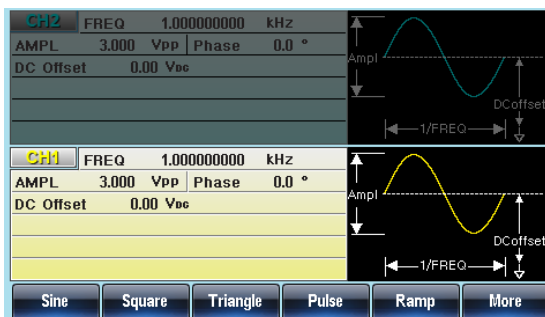 CH2 FREQ 1.000000000 kHz
AMPL 3.000 Vpp Phase 0.0 °
DC Offset 0.00 VDC
Ampl
DCoffset
1/FREQ
CH1 FREQ 1.000000000 kHz
AMPL 3.000 Vpp Phase 0.0 °
DC Offset 0.00 VDC
Ampl
DCoffset
1/FREQ
Sine Square Triangle Pulse Ramp More